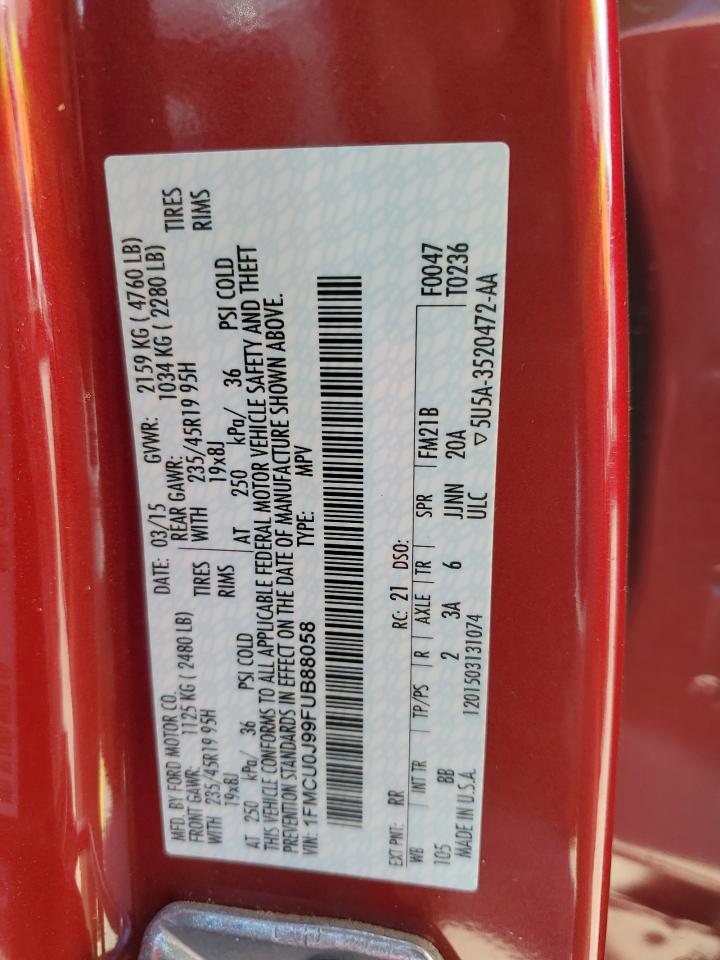 MFD. BY FORD MOTOR CO.
DATE: 03/15 GVWR: 2159 KG ( 4760 LB)
FRONT GAWR: 1125 KG ( 2480 LB) REAR GAWR: 1034 KG ( 2280 LB)
WITH 235/45R19 95H TIRES WITH 235/45R19 95H TIRES
19x8J RIMS 19x8J RIMS
AT 250 kPa/ 36 PSI COLD AT 250 kPa/ 36 PSI COLD
THIS VEHICLE CONFORMS TO ALL APPLICABLE FEDERAL MOTOR VEHICLE SAFETY AND THEFT
PREVENTION STANDARDS IN EFFECT ON THE DATE OF MANUFACTURE SHOWN ABOVE.
VIN: 1FMCU0J99FUB88058 TYPE: MPV
EXT PNT: RR RC: 21 DSO: F0047
WB INT TR TP/PS R AXLE TR SPR FM21B T0236
105 BB 2 3A 6 JJNN 20A
MADE IN U.S.A. 1201503131074 ULC ▽5U5A-3520472-AA